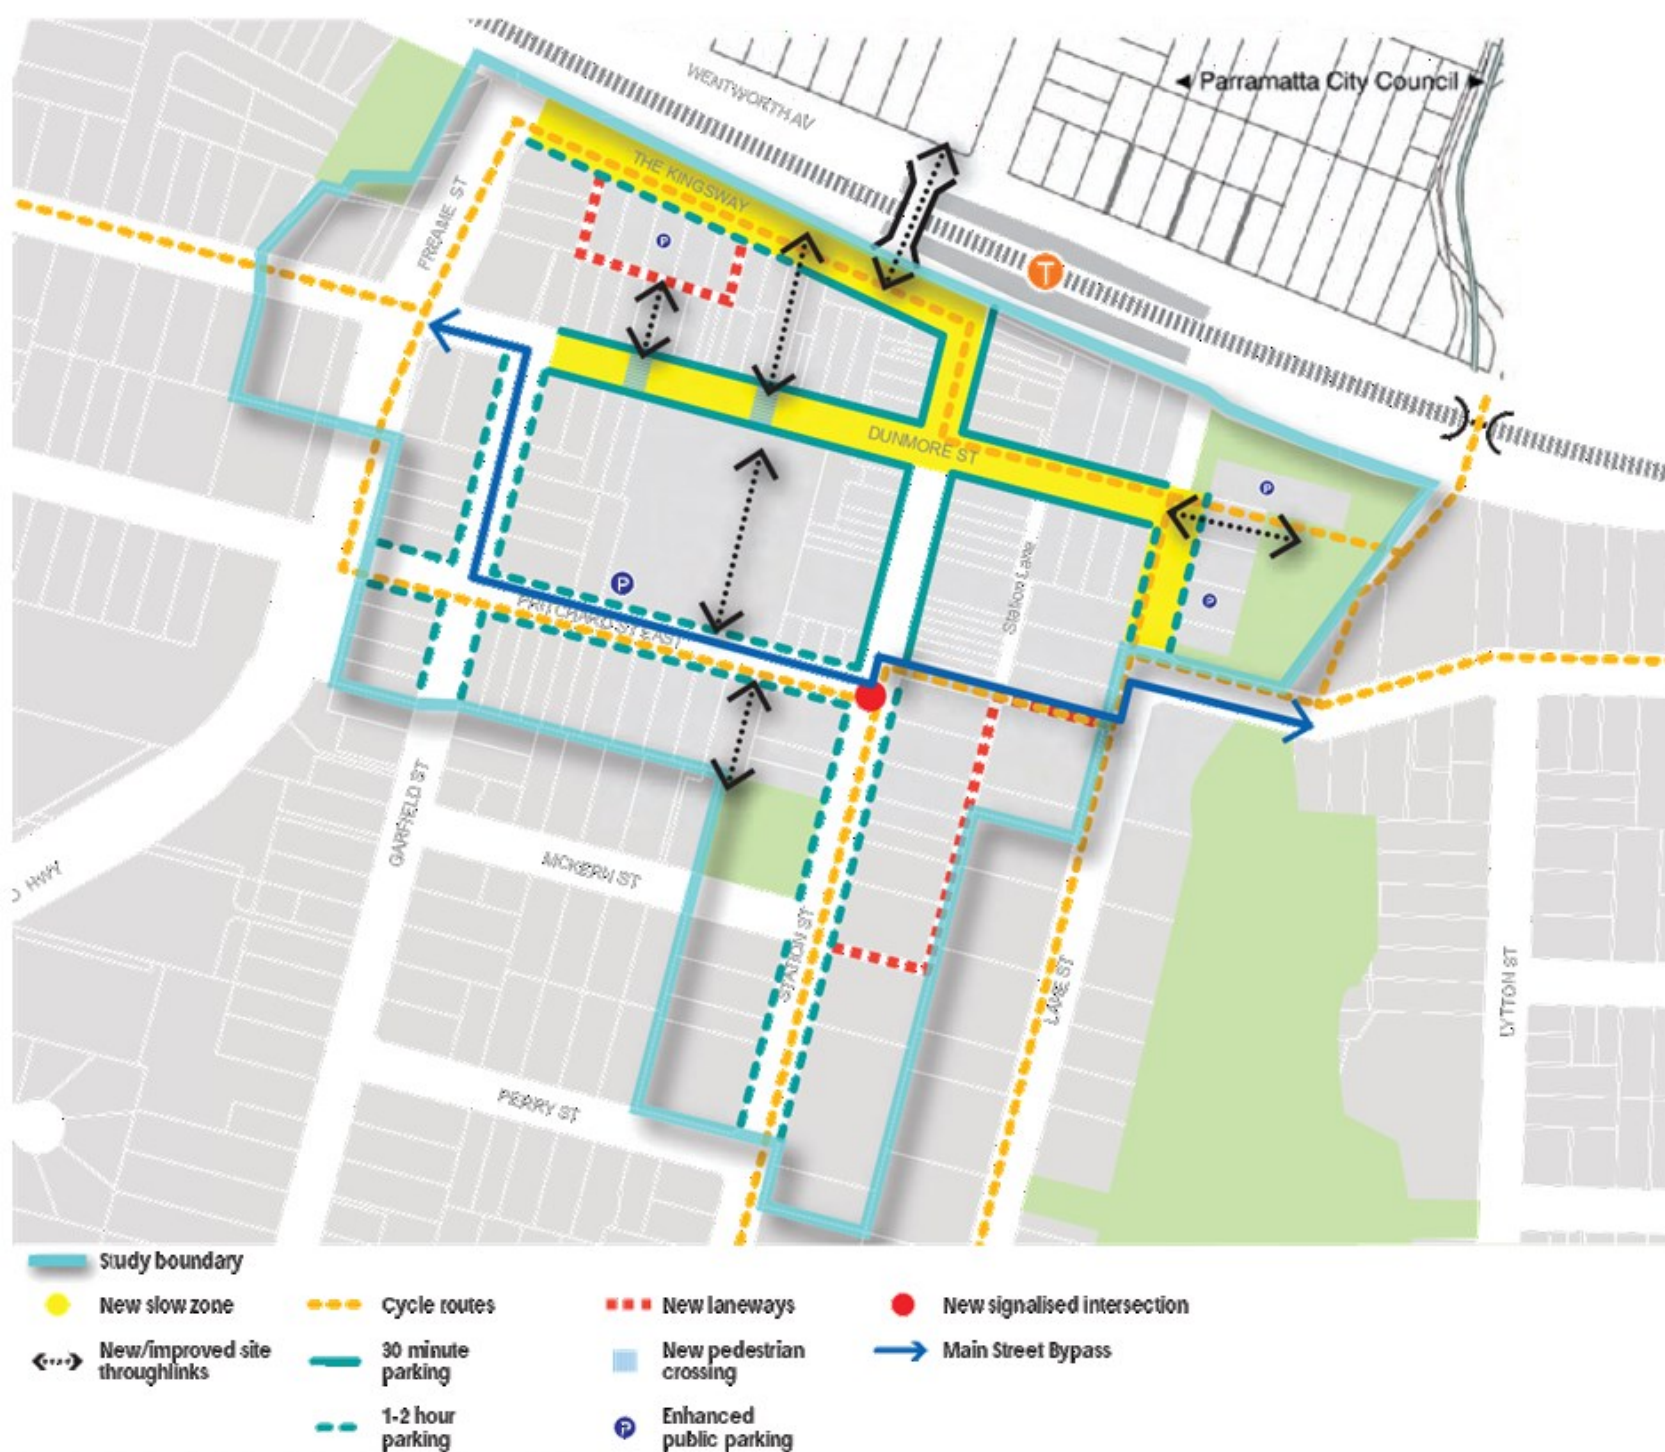 WENTWORTH AV
◄ Parramatta City Council ►
THE KINGSWAY
FREAME ST
P
T
DUNMORE ST
P
Station Lane
P
P
PRITCHARD ST EAST
GARFIELD ST
MCKERN ST
HWY
STATION ST
LANE ST
LYTTON ST
PERRY ST
Study boundary
New slow zone
Cycle routes
New laneways
New signalised intersection
New/improved site
throughlinks
30 minute
parking
New pedestrian
crossing
Main Street Bypass
1-2 hour
parking
P
Enhanced
public parking